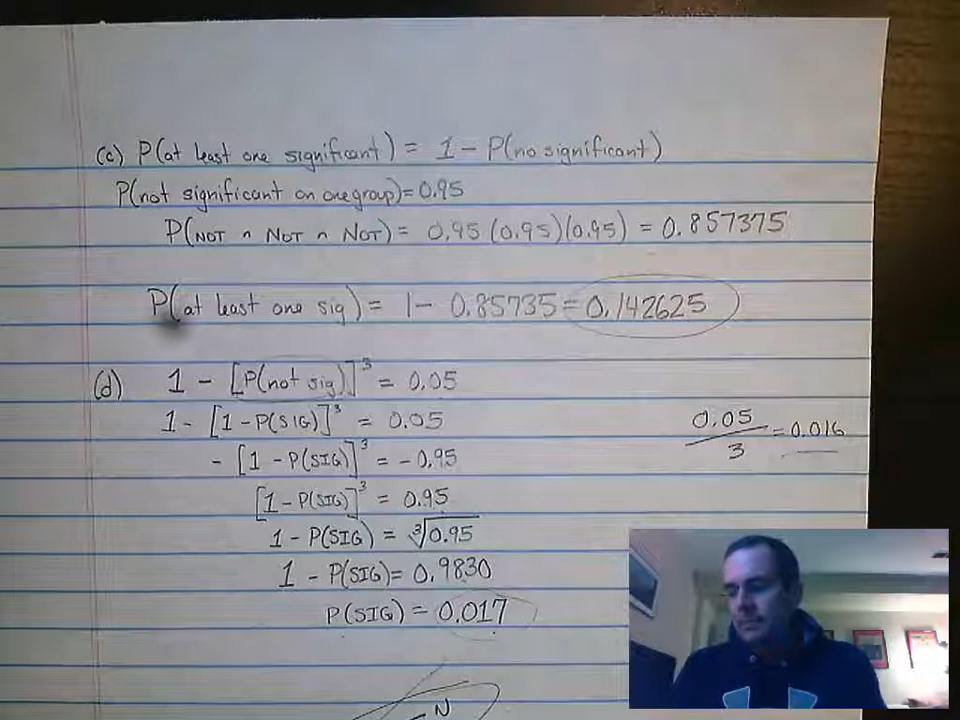 (c) P(at least one significant) = 1 - P(no significant)
P(not significant on one group) = 0.95
P(NOT ∩ NOT ∩ NOT) = 0.95 (0.95)(0.95) = 0.857375
P(at least one sig) = 1 - 0.85735 = 0.142625
(d) 1 - [P(not sig)]³ = 0.05
1 - [1 - P(SIG)]³ = 0.05
- [1 - P(SIG)]³ = -0.95
[1 - P(SIG)]³ = 0.95
1 - P(SIG) = ∛0.95
1 - P(SIG) = 0.9830
P(SIG) = 0.017
0.05/3 = 0.016
N